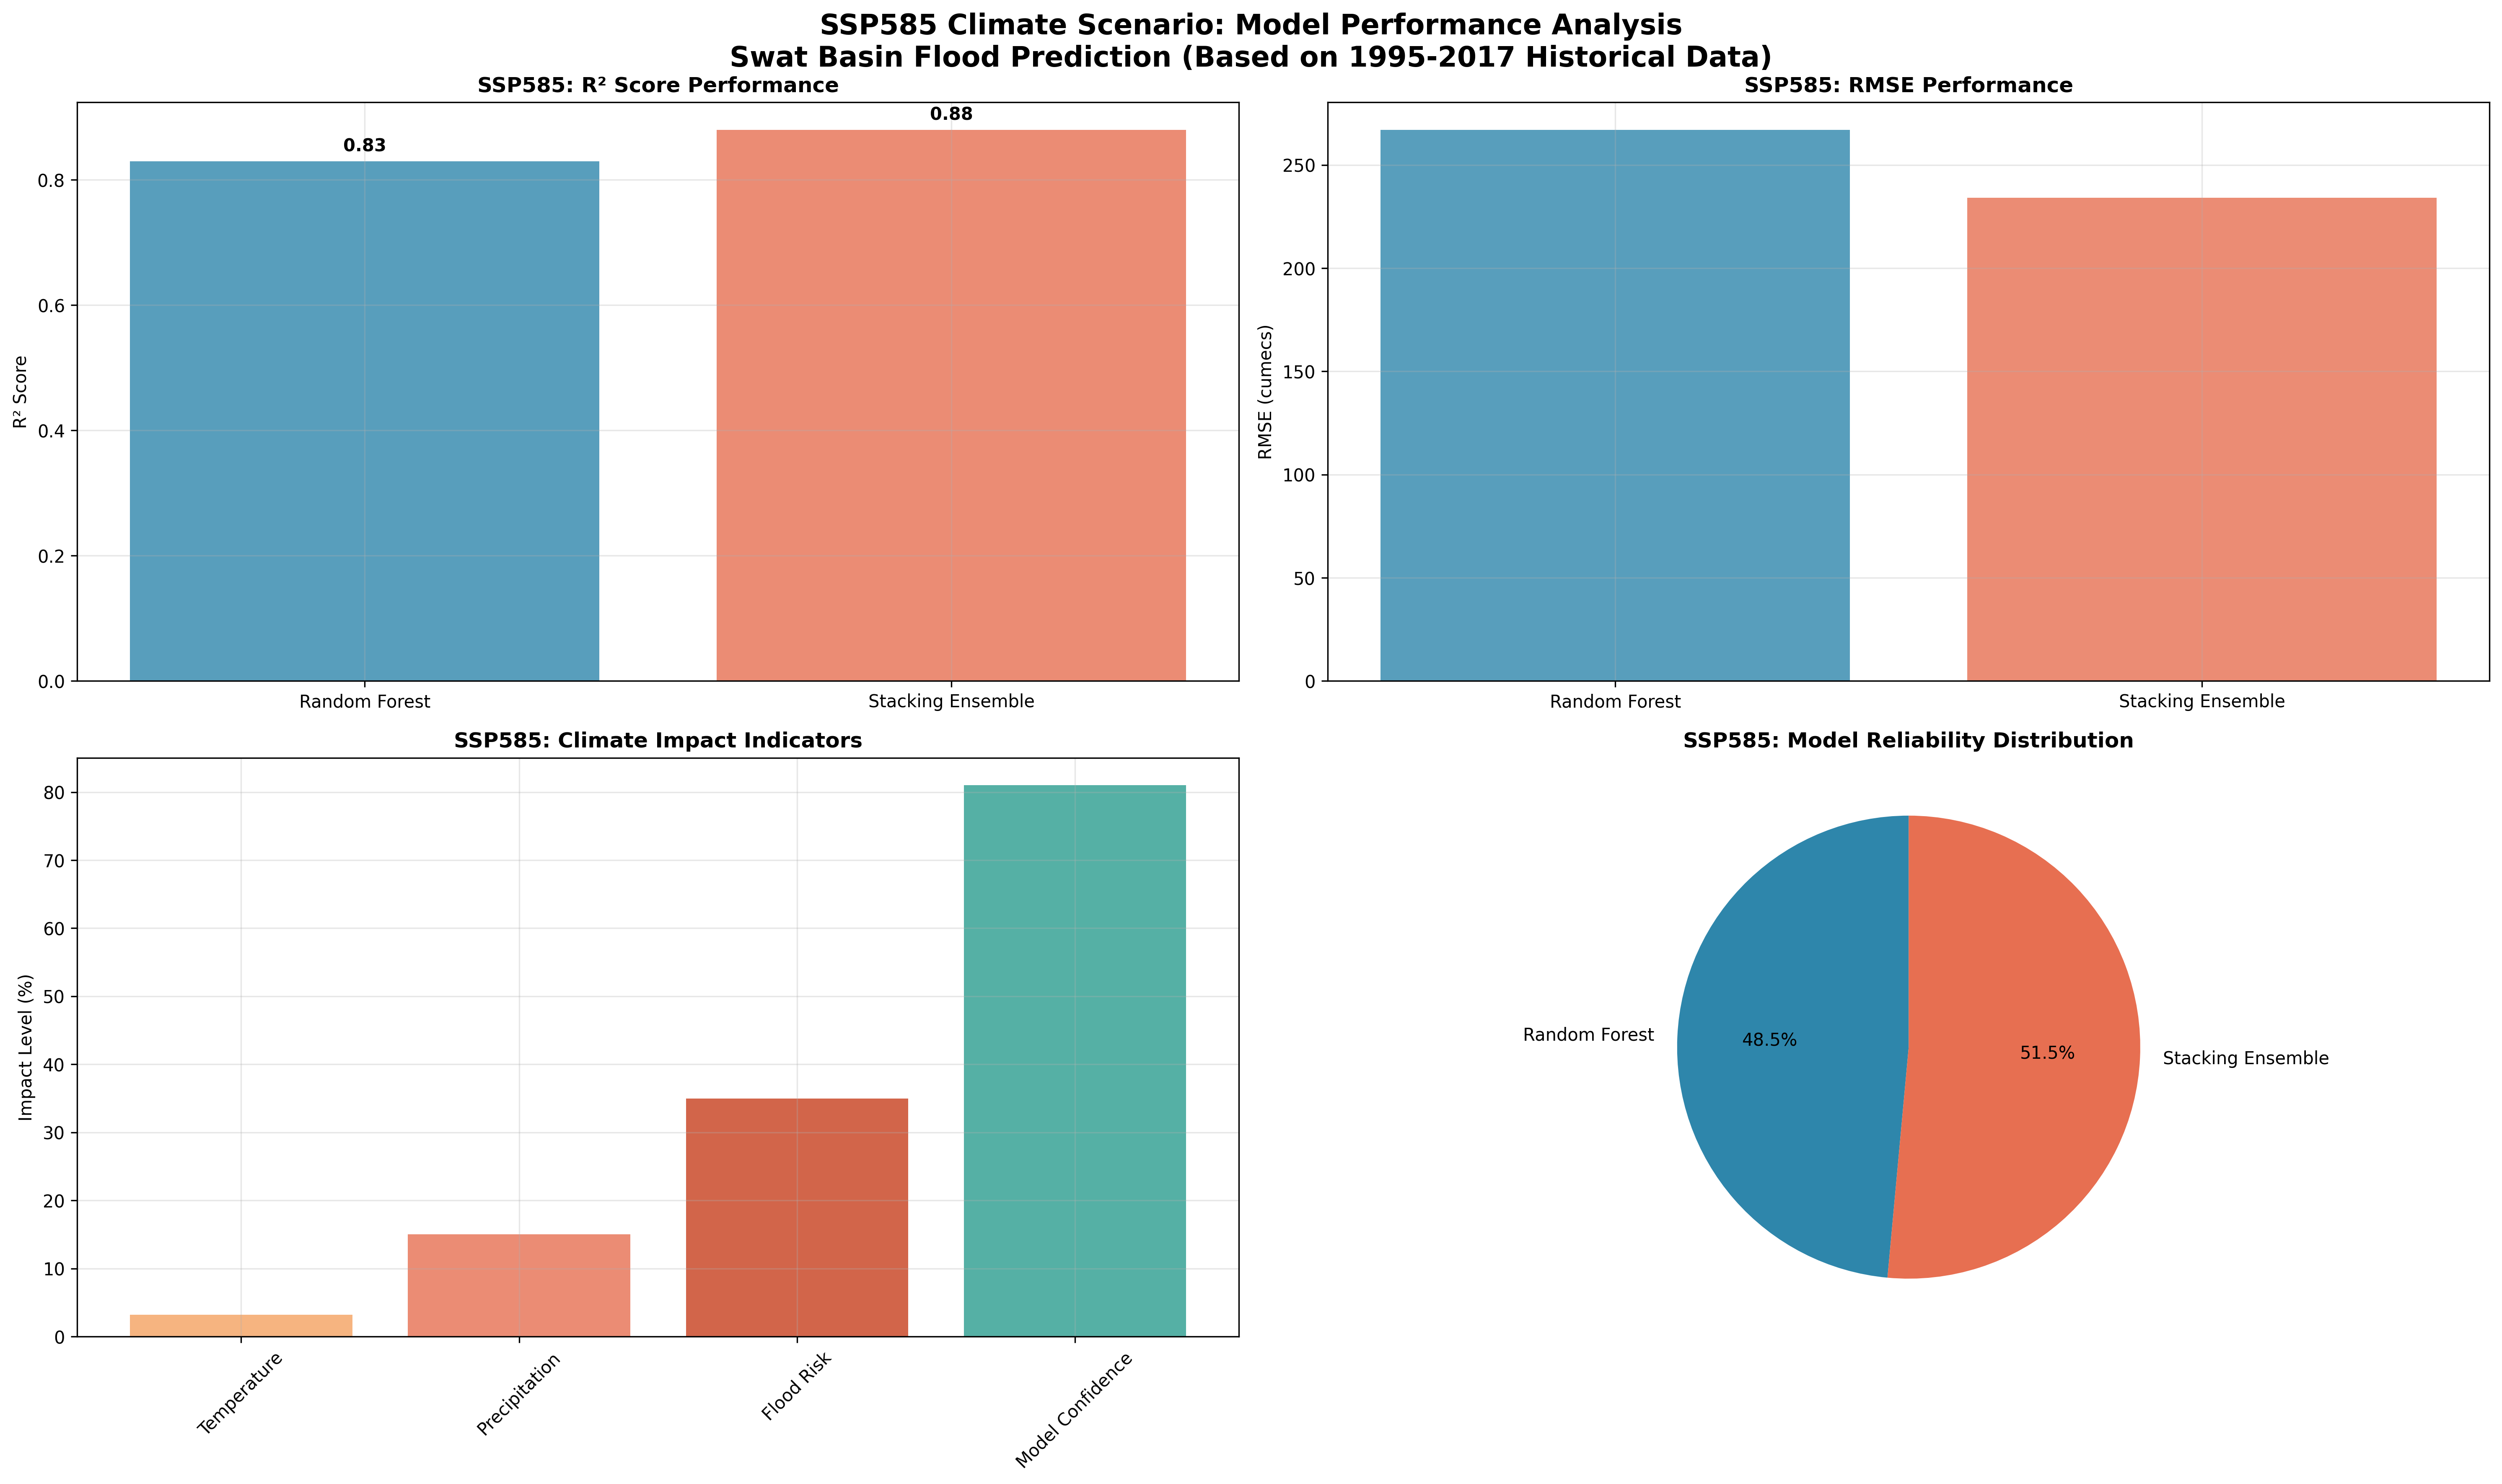 SSP585 Climate Scenario: Model Performance Analysis
Swat Basin Flood Prediction (Based on 1995-2017 Historical Data)
SSP585: R² Score Performance
R² Score
0.8
0.6
0.4
0.2
0.0
0.83
0.88
Random Forest
Stacking Ensemble
SSP585: RMSE Performance
RMSE (cumecs)
250
200
150
100
50
0
Random Forest
Stacking Ensemble
SSP585: Climate Impact Indicators
Impact Level (%)
80
70
60
50
40
30
20
10
0
Temperature
Precipitation
Flood Risk
Model Confidence
SSP585: Model Reliability Distribution
Random Forest
48.5%
51.5%
Stacking Ensemble